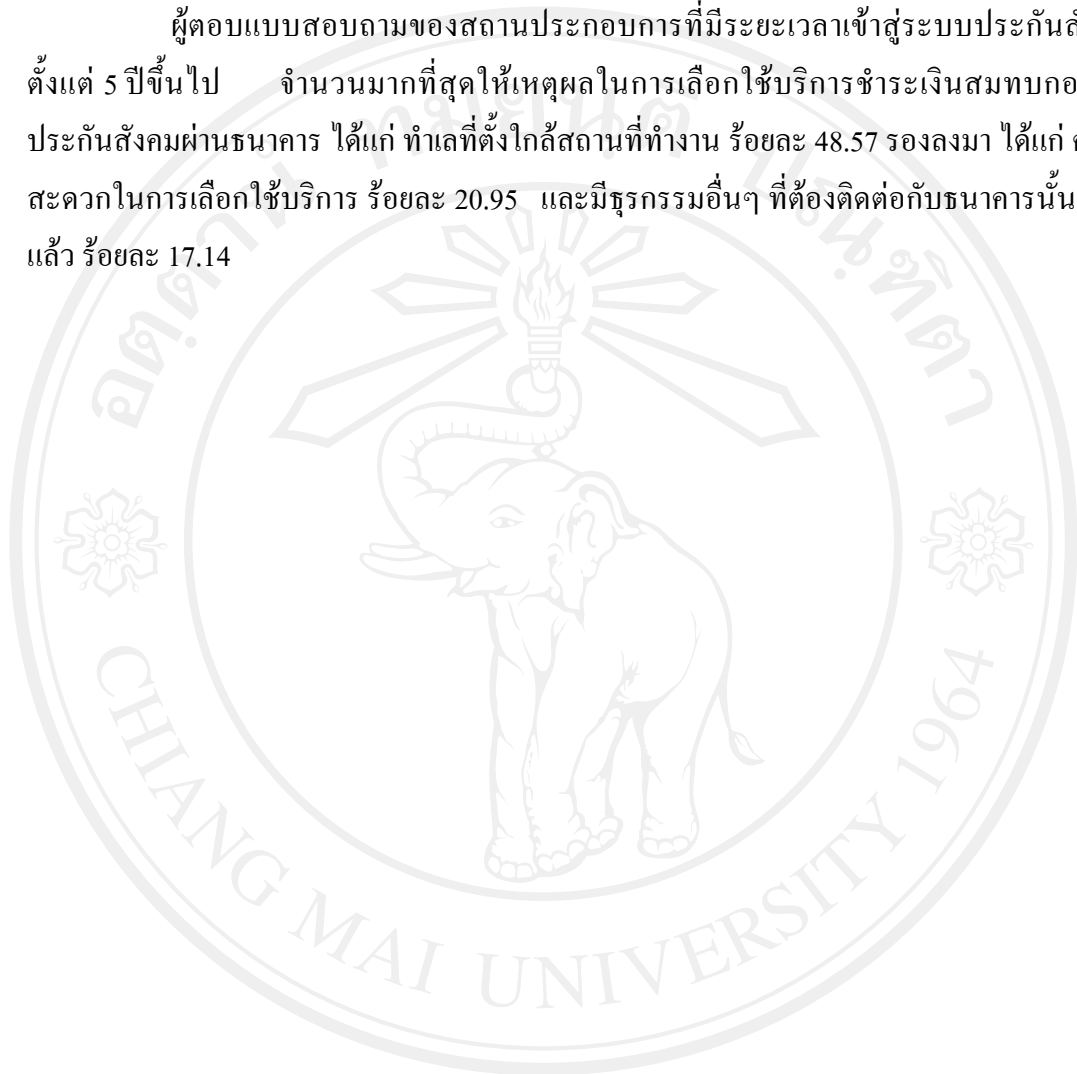 ผู้ตอบแบบสอบถามของสถานประกอบการที่มีระยะเวลาเข้าสู่ระบบประกัน
ตั้งแต่ 5 ปีขึ้นไป จำนวนมากที่สุดให้เหตุผลในการเลือกใช้บริการชำระเงินสมทบกอ
ประกันสังคมผ่านธนาคาร ได้แก่ ทำเลที่ตั้งใกล้สถานที่ทำงาน ร้อยละ 48.57 รองลงมา ได้แก่
สะดวกในการเลือกใช้บริการ ร้อยละ 20.95 และมีธุรกรรมอื่นๆ ที่ต้องติดต่อกับธนาคารนั้น
แล้ว ร้อยละ 17.14
CHIANG MAI UNIVERSITY 1964